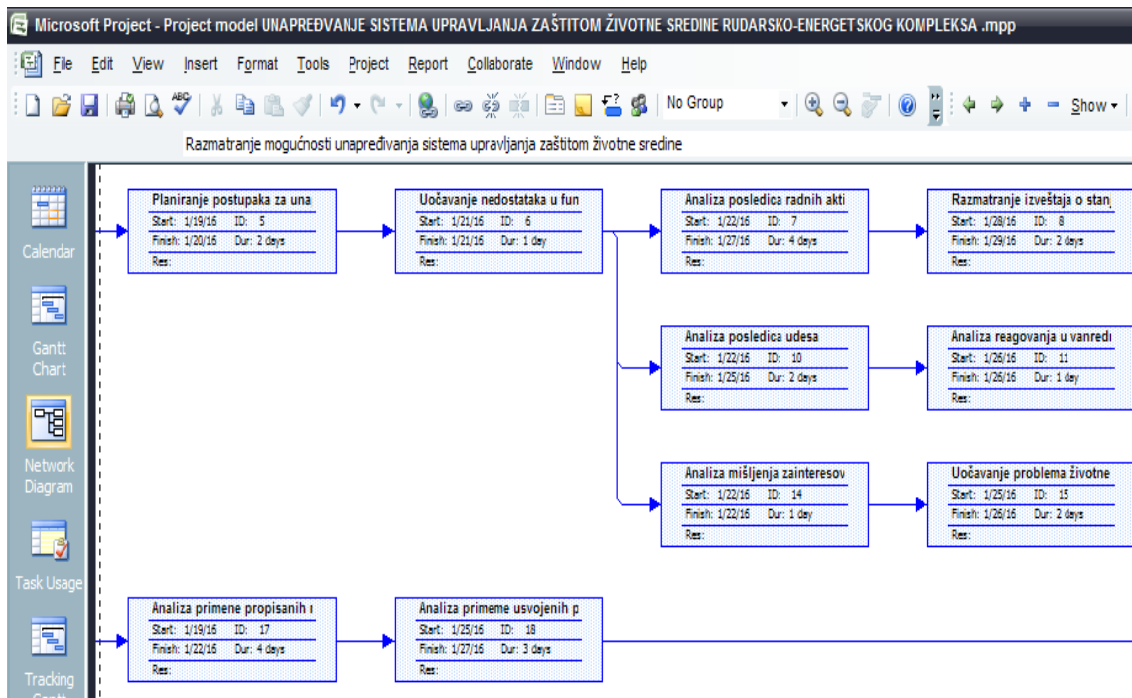 Microsoft Project - Project model UNAPREĐVANJE SISTEMA UPRAVLJANJA ZAŠTITOM ŽIVOTNE SREDINE RUDARSKO-ENERGETSKOG KOMPLEKSA .mpp
File Edit View Insert Format Tools Project Report Collaborate Window Help
ABC No Group Show
Razmatranje mogućnosti unapređivanja sistema upravljanja zaštitom životne sredine
Calendar
Gantt
Chart
Network
Diagram
Task Usage
Tracking
Gantt
Planiranje postupaka za una
Start: 1/19/16 ID: 5
Finish: 1/20/16 Dur: 2 days
Res:
Uočavanje nedostataka u fun
Start: 1/21/16 ID: 6
Finish: 1/21/16 Dur: 1 day
Res:
Analiza posledica radnih akti
Start: 1/22/16 ID: 7
Finish: 1/27/16 Dur: 4 days
Res:
Razmatranje izveštaja o stanj
Start: 1/28/16 ID: 8
Finish: 1/29/16 Dur: 2 days
Res:
Analiza posledica udesa
Start: 1/22/16 ID: 10
Finish: 1/25/16 Dur: 2 days
Res:
Analiza reagovanja u vanredn
Start: 1/26/16 ID: 11
Finish: 1/26/16 Dur: 1 day
Res:
Analiza mišljenja zainteresov
Start: 1/22/16 ID: 14
Finish: 1/22/16 Dur: 1 day
Res:
Uočavanje problema životne
Start: 1/25/16 ID: 15
Finish: 1/26/16 Dur: 2 days
Res:
Analiza primene propisanih
Start: 1/19/16 ID: 17
Finish: 1/22/16 Dur: 4 days
Res:
Analiza primeme usvojenih p
Start: 1/25/16 ID: 18
Finish: 1/27/16 Dur: 3 days
Res: